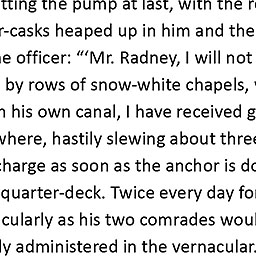 tting the pump at last, with the r
r-casks heaped up in him and the
e officer: “‘Mr. Radney, I will not
by rows of snow-white chapels,
his own canal, I have received g
where, hastily slewing about thre
charge as soon as the anchor is do
quarter-deck. Twice every day fo
cularly as his two comrades wou
ly administered in the vernacular.